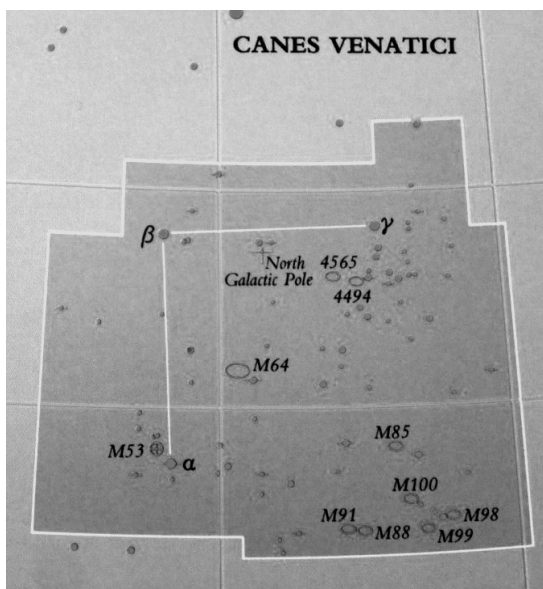 CANES VENATICI
β
γ
North
Galactic Pole
4565
4494
M64
M53
α
M85
M100
M91
M88
M99
M98